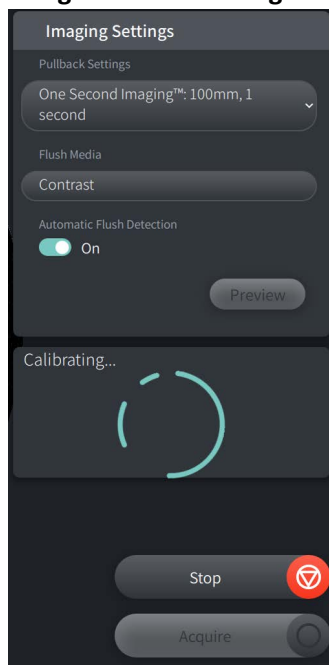 Imaging Settings
Pullback Settings
One Second Imaging™: 100mm, 1
second
Flush Media
Contrast
Automatic Flush Detection
On
Preview
Calibrating...
Stop
Acquire